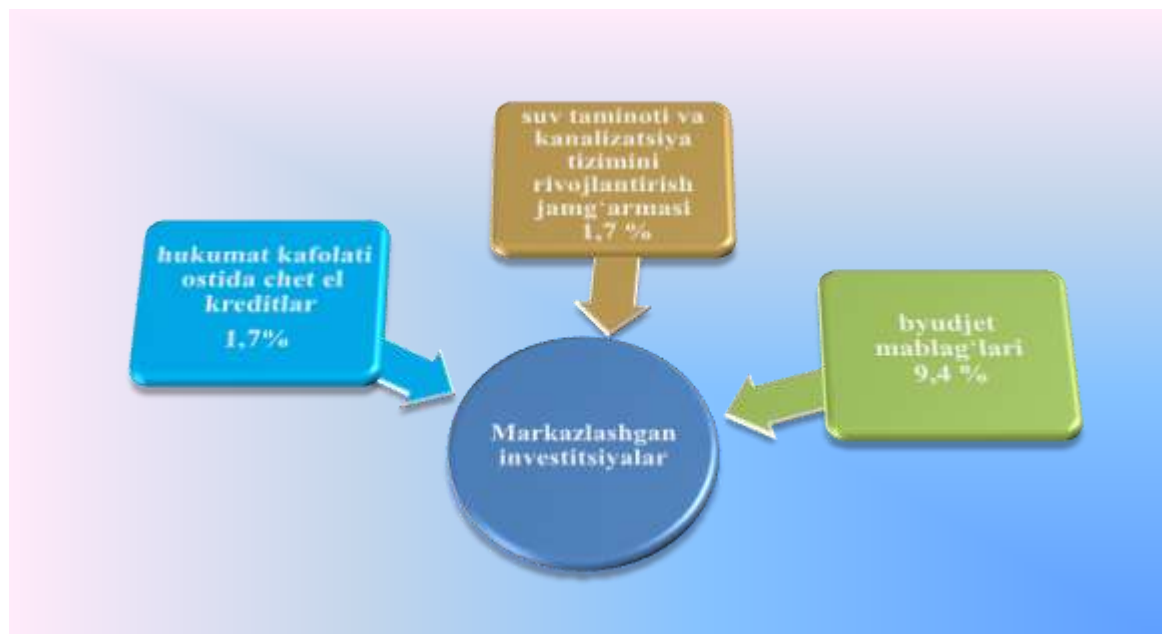 suv taminoti va
kanalizatsiya
tizimini
rivojlantirish
jamg‘armasi
1,7 %
hukumat kafolati
ostida chet el
kreditlar
1,7%
byudjet
mablag‘lari
9,4 %
Markazlashgan
investitsiyalar